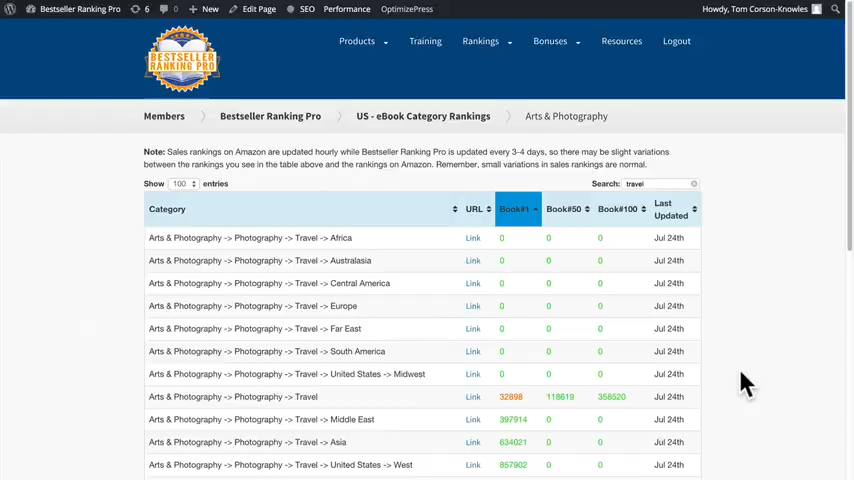 Bestseller Ranking Pro 6 0 New Edit Page SEO Performance OptimizePress Howdy, Tom Corson-Knowles
BESTSELLER
RANKING PRO
Products Training Rankings Bonuses Resources Logout
Members Bestseller Ranking Pro US - eBook Category Rankings Arts & Photography
Note: Sales rankings on Amazon are updated hourly while Bestseller Ranking Pro is updated every 3-4 days, so there may be slight variations
between the rankings you see in the table above and the rankings on Amazon. Remember, small variations in sales rankings are normal.
Show 100 entries Search: travel
Category URL Book#1 Book#50 Book#100 Last Updated
Arts & Photography -> Photography -> Travel -> Africa Link 0 0 0 Jul 24th
Arts & Photography -> Photography -> Travel -> Australasia Link 0 0 0 Jul 24th
Arts & Photography -> Photography -> Travel -> Central America Link 0 0 0 Jul 24th
Arts & Photography -> Photography -> Travel -> Europe Link 0 0 0 Jul 24th
Arts & Photography -> Photography -> Travel -> Far East Link 0 0 0 Jul 24th
Arts & Photography -> Photography -> Travel -> South America Link 0 0 0 Jul 24th
Arts & Photography -> Photography -> Travel -> United States -> Midwest Link 0 0 0 Jul 24th
Arts & Photography -> Photography -> Travel Link 32898 118619 358520 Jul 24th
Arts & Photography -> Photography -> Travel -> Middle East Link 397914 0 0 Jul 24th
Arts & Photography -> Photography -> Travel -> Asia Link 634021 0 0 Jul 24th
Arts & Photography -> Photography -> Travel -> United States -> West Link 857902 0 0 Jul 24th